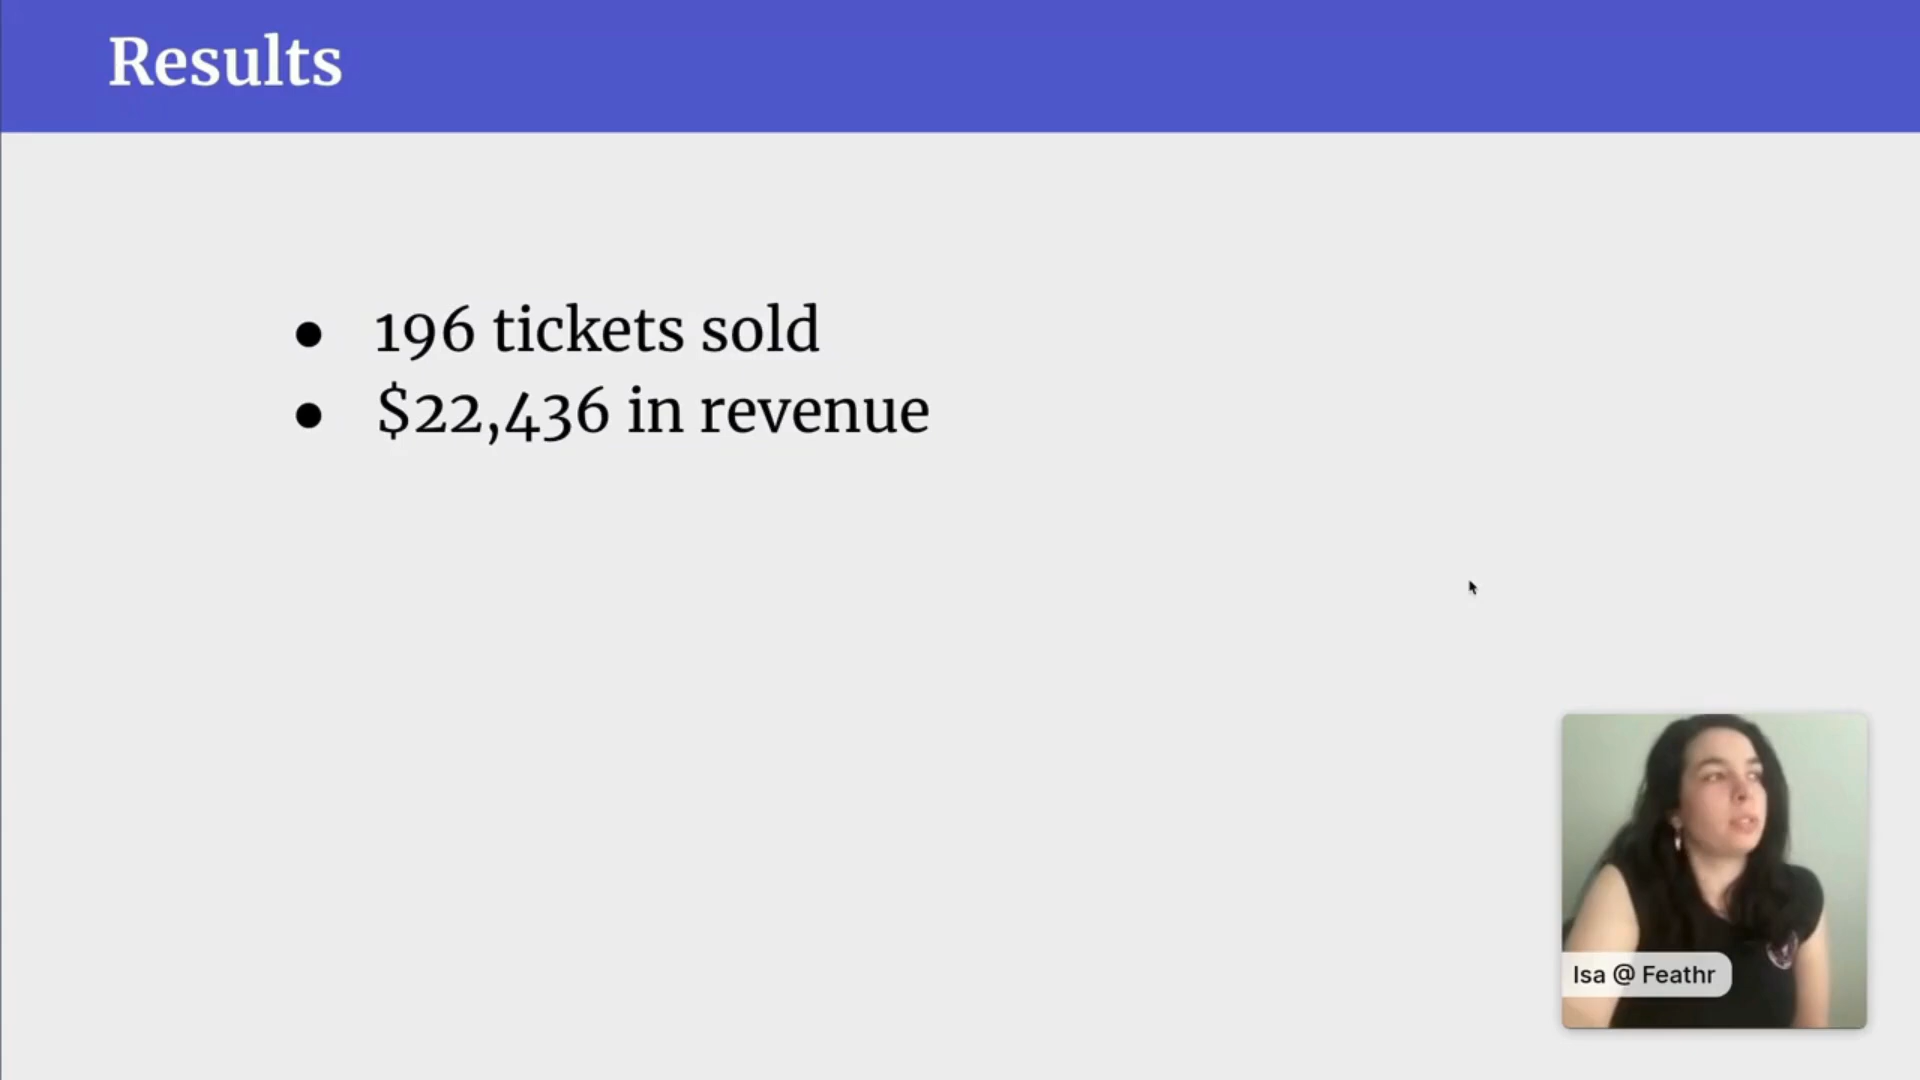 Results
● 196 tickets sold
● $22,436 in revenue
Isa @ Feathr